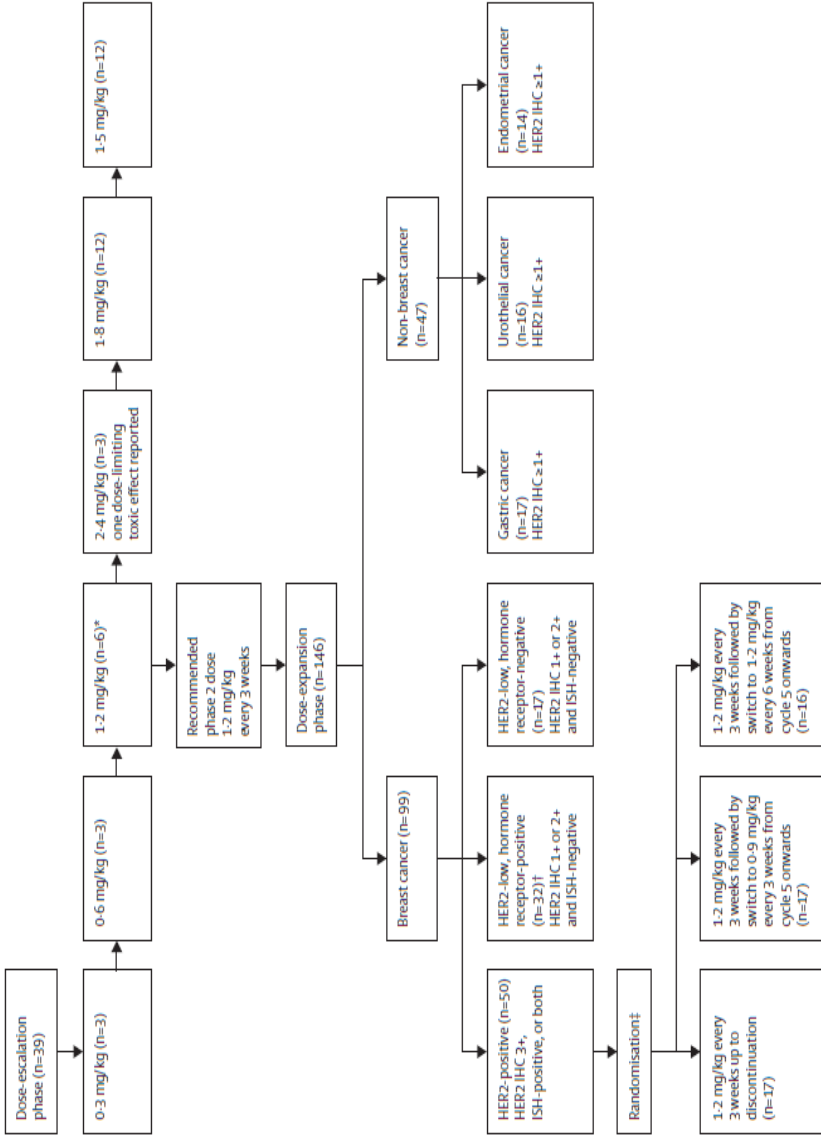 Dose-escalation
phase (n=39)
0·3 mg/kg (n=3)
0·6 mg/kg (n=3)
1·2 mg/kg (n=6)*
2·4 mg/kg (n=3)
one dose-limiting
toxic effect reported
1·8 mg/kg (n=12)
1·5 mg/kg (n=12)
Recommended
phase 2 dose
1·2 mg/kg
every 3 weeks
Dose-expansion
phase (n=146)
Breast cancer (n=99)
Non-breast cancer
(n=47)
HER2-positive (n=50)
HER2 IHC 3+,
ISH-positive, or both
HER2-low, hormone
receptor-positive
(n=32)†
HER2 IHC 1+ or 2+
and ISH-negative
HER2-low, hormone
receptor-negative
(n=17)
HER2 IHC 1+ or 2+
and ISH-negative
Gastric cancer
(n=17)
HER2 IHC ≥1+
Urothelial cancer
(n=16)
HER2 IHC ≥1+
Endometrial cancer
(n=14)
HER2 IHC ≥1+
Randomisation‡
1·2 mg/kg every
3 weeks up to
discontinuation
(n=17)
1·2 mg/kg every
3 weeks followed by
switch to 0·9 mg/kg
every 3 weeks from
cycle 5 onwards
(n=17)
1·2 mg/kg every
3 weeks followed by
switch to 1·2 mg/kg
every 6 weeks from
cycle 5 onwards
(n=16)